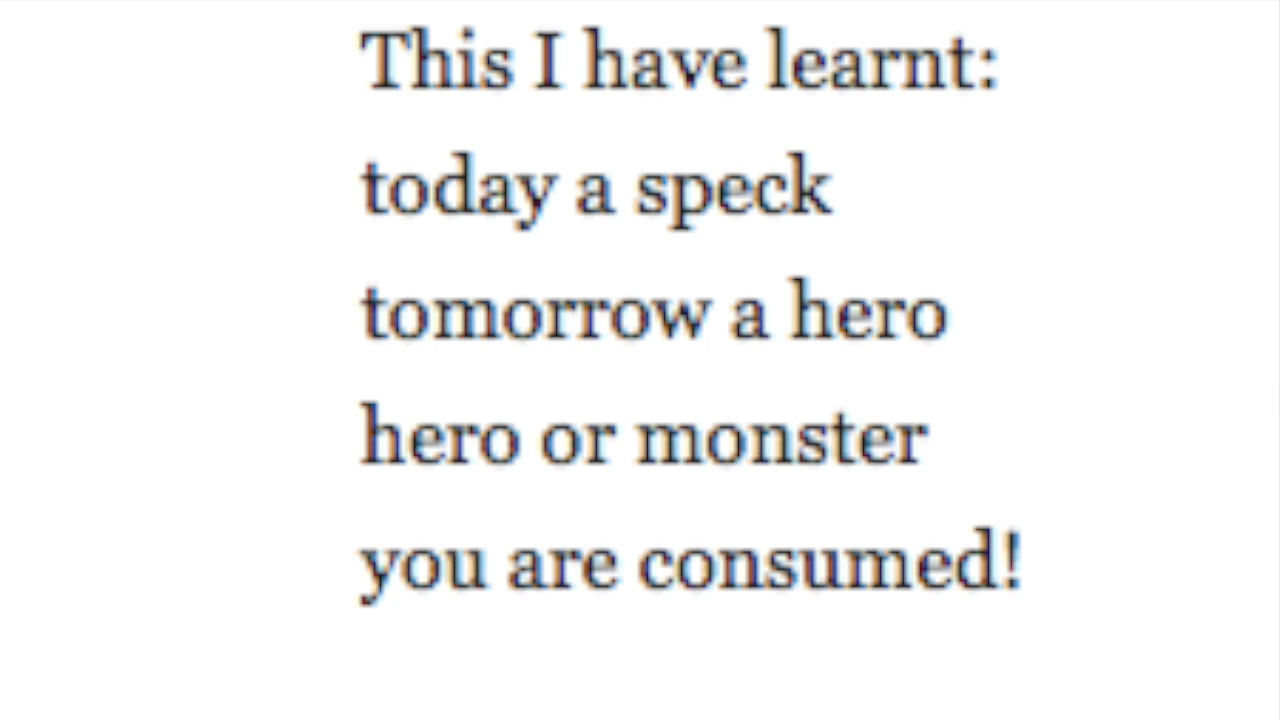 This I have learnt:
today a speck
tomorrow a hero
hero or monster
you are consumed!